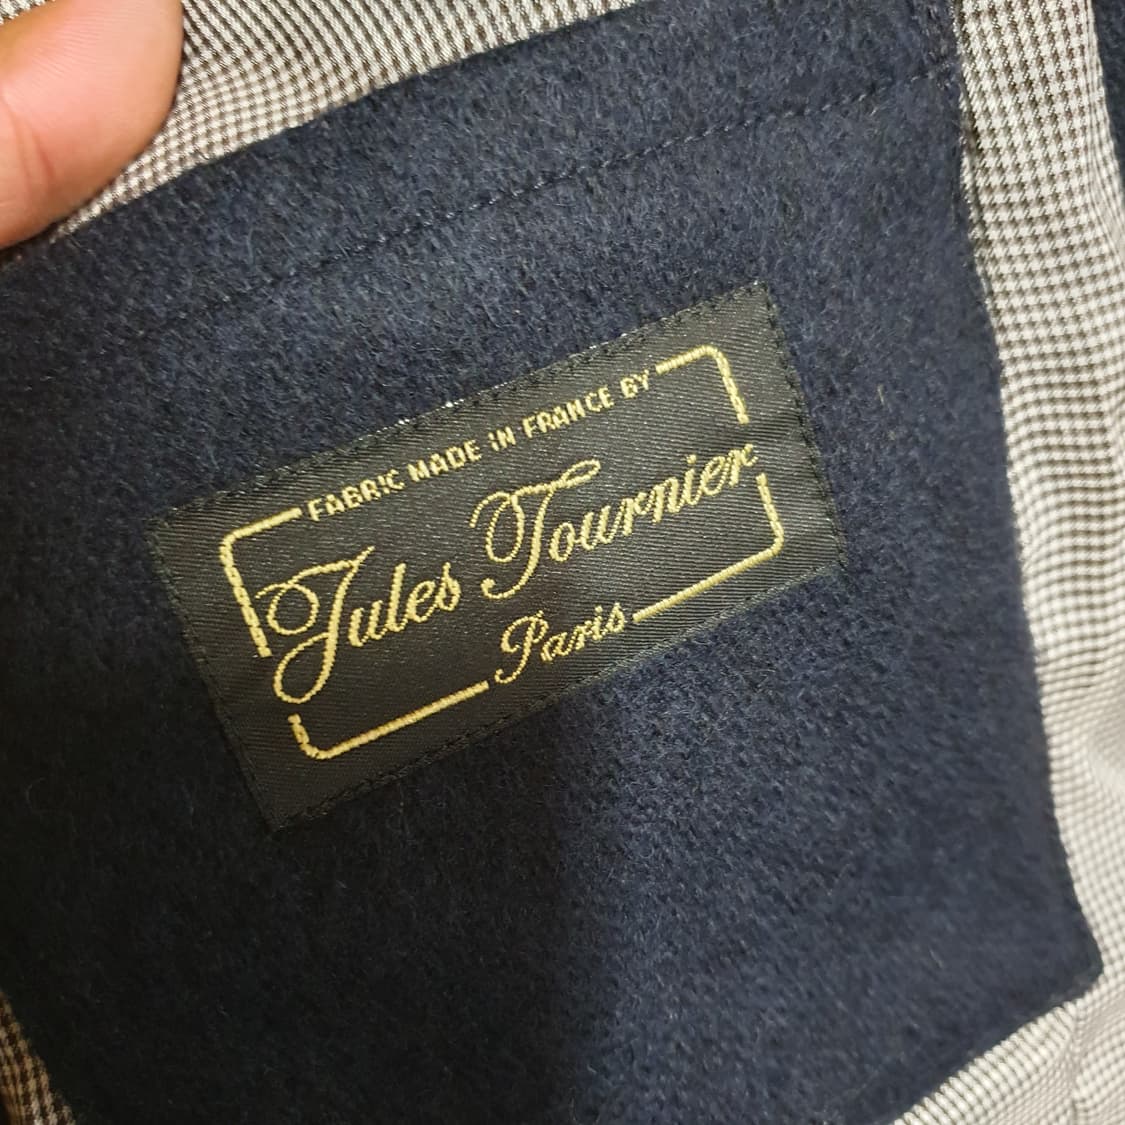 FABRIC MADE IN FRANCE BY
Jules Tournier
Paris